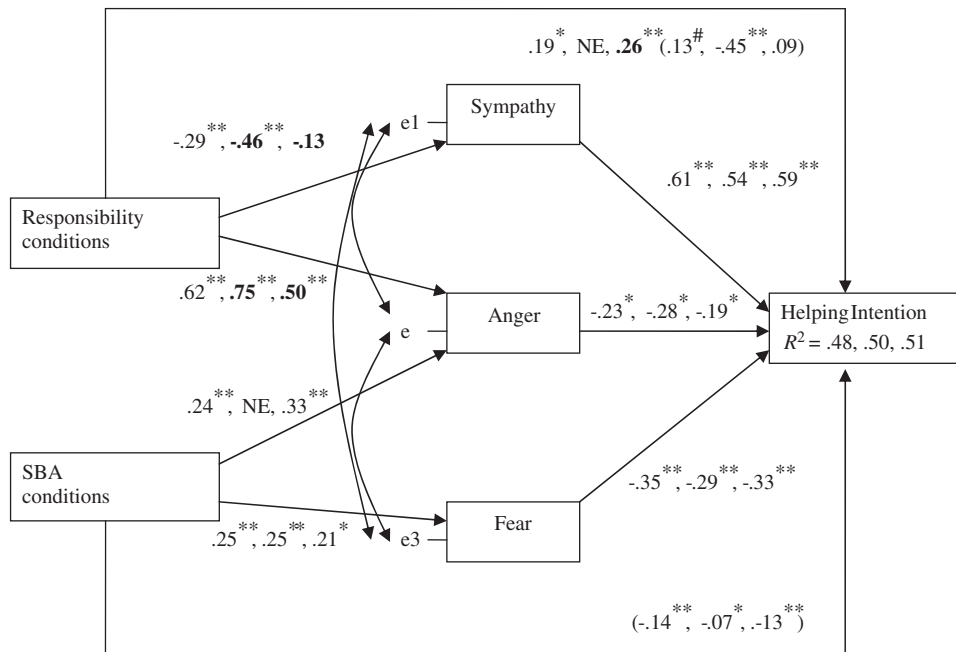 .19*, NE, .26** (.13#, -.45**, .09)
Sympathy
e1
-.29**, -.46**, -.13
.61**, .54**, .59**
Responsibility
conditions
.62**, .75**, .50**
Anger
e
-.23*, -.28*, -.19*
Helping Intention
R² = .48, .50, .51
.24**, NE, .33**
SBA
conditions
-.35**, -.29**, -.33**
Fear
e3
.25**, .25**, .21*
(-.14**, -.07*, .-13**)